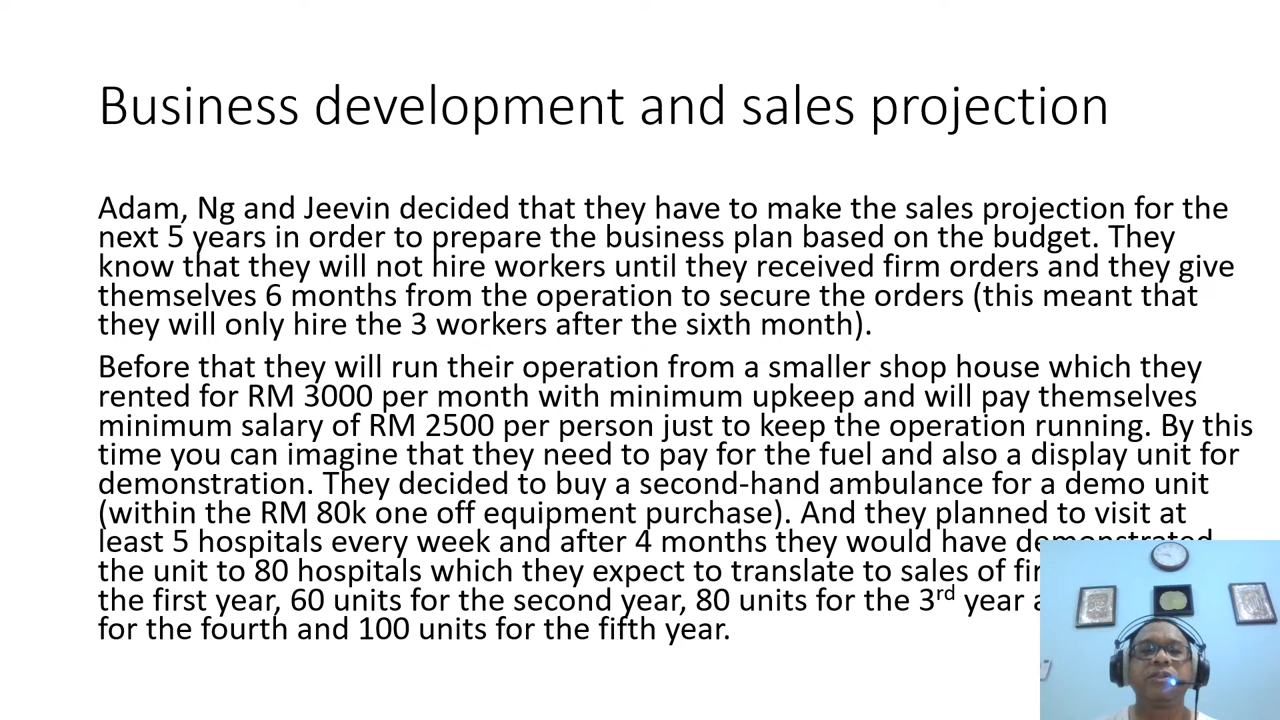 Business development and sales projection
Adam, Ng and Jeevin decided that they have to make the sales projection for the
next 5 years in order to prepare the business plan based on the budget. They
know that they will not hire workers until they received firm orders and they give
themselves 6 months from the operation to secure the orders (this meant that
they will only hire the 3 workers after the sixth month).
Before that they will run their operation from a smaller shop house which they
rented for RM 3000 per month with minimum upkeep and will pay themselves
minimum salary of RM 2500 per person just to keep the operation running. By this
time you can imagine that they need to pay for the fuel and also a display unit for
demonstration. They decided to buy a second-hand ambulance for a demo unit
(within the RM 80k one off equipment purchase). And they planned to visit at
least 5 hospitals every week and after 4 months they would have demonstrated
the unit to 80 hospitals which they expect to translate to sales of
the first year, 60 units for the second year, 80 units for the 3rd year
for the fourth and 100 units for the fifth year.